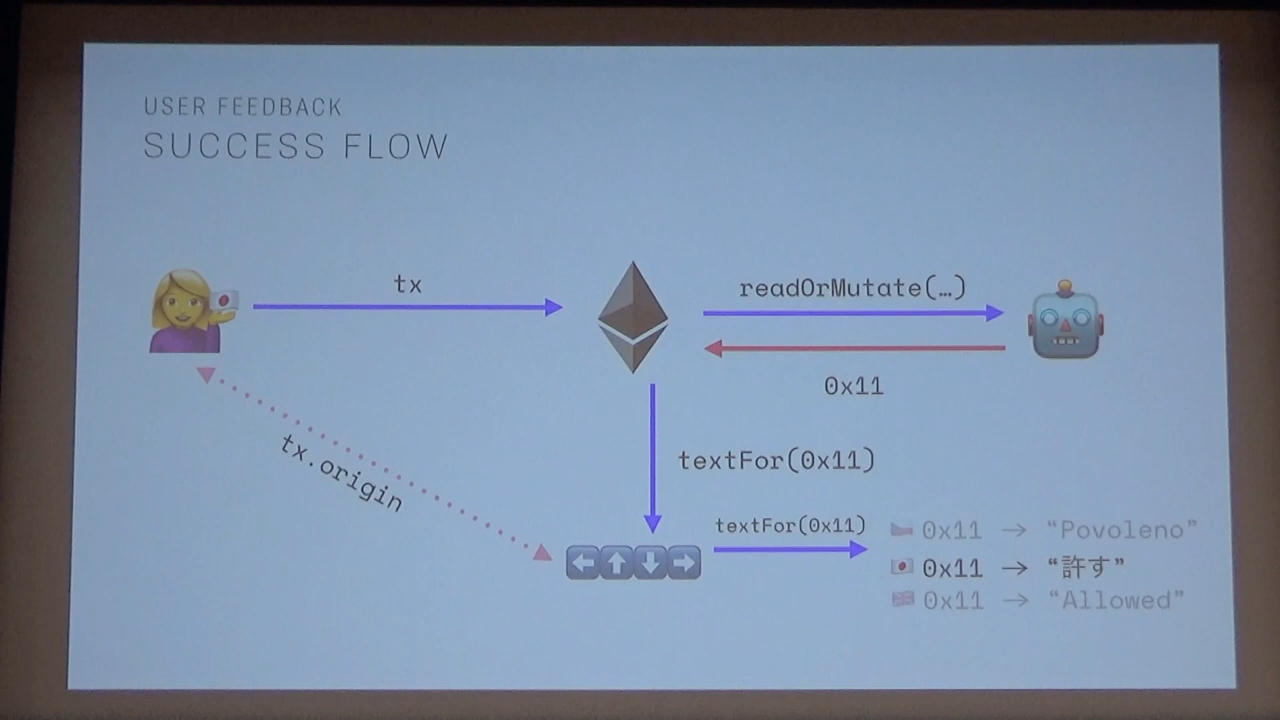 USER FEEDBACK
SUCCESS FLOW
tx
readOrMutate(…)
0x11
tx.origin
textFor(0x11)
textFor(0x11)
0x11 → “Povoleno”
0x11 → “許す”
0x11 → “Allowed”